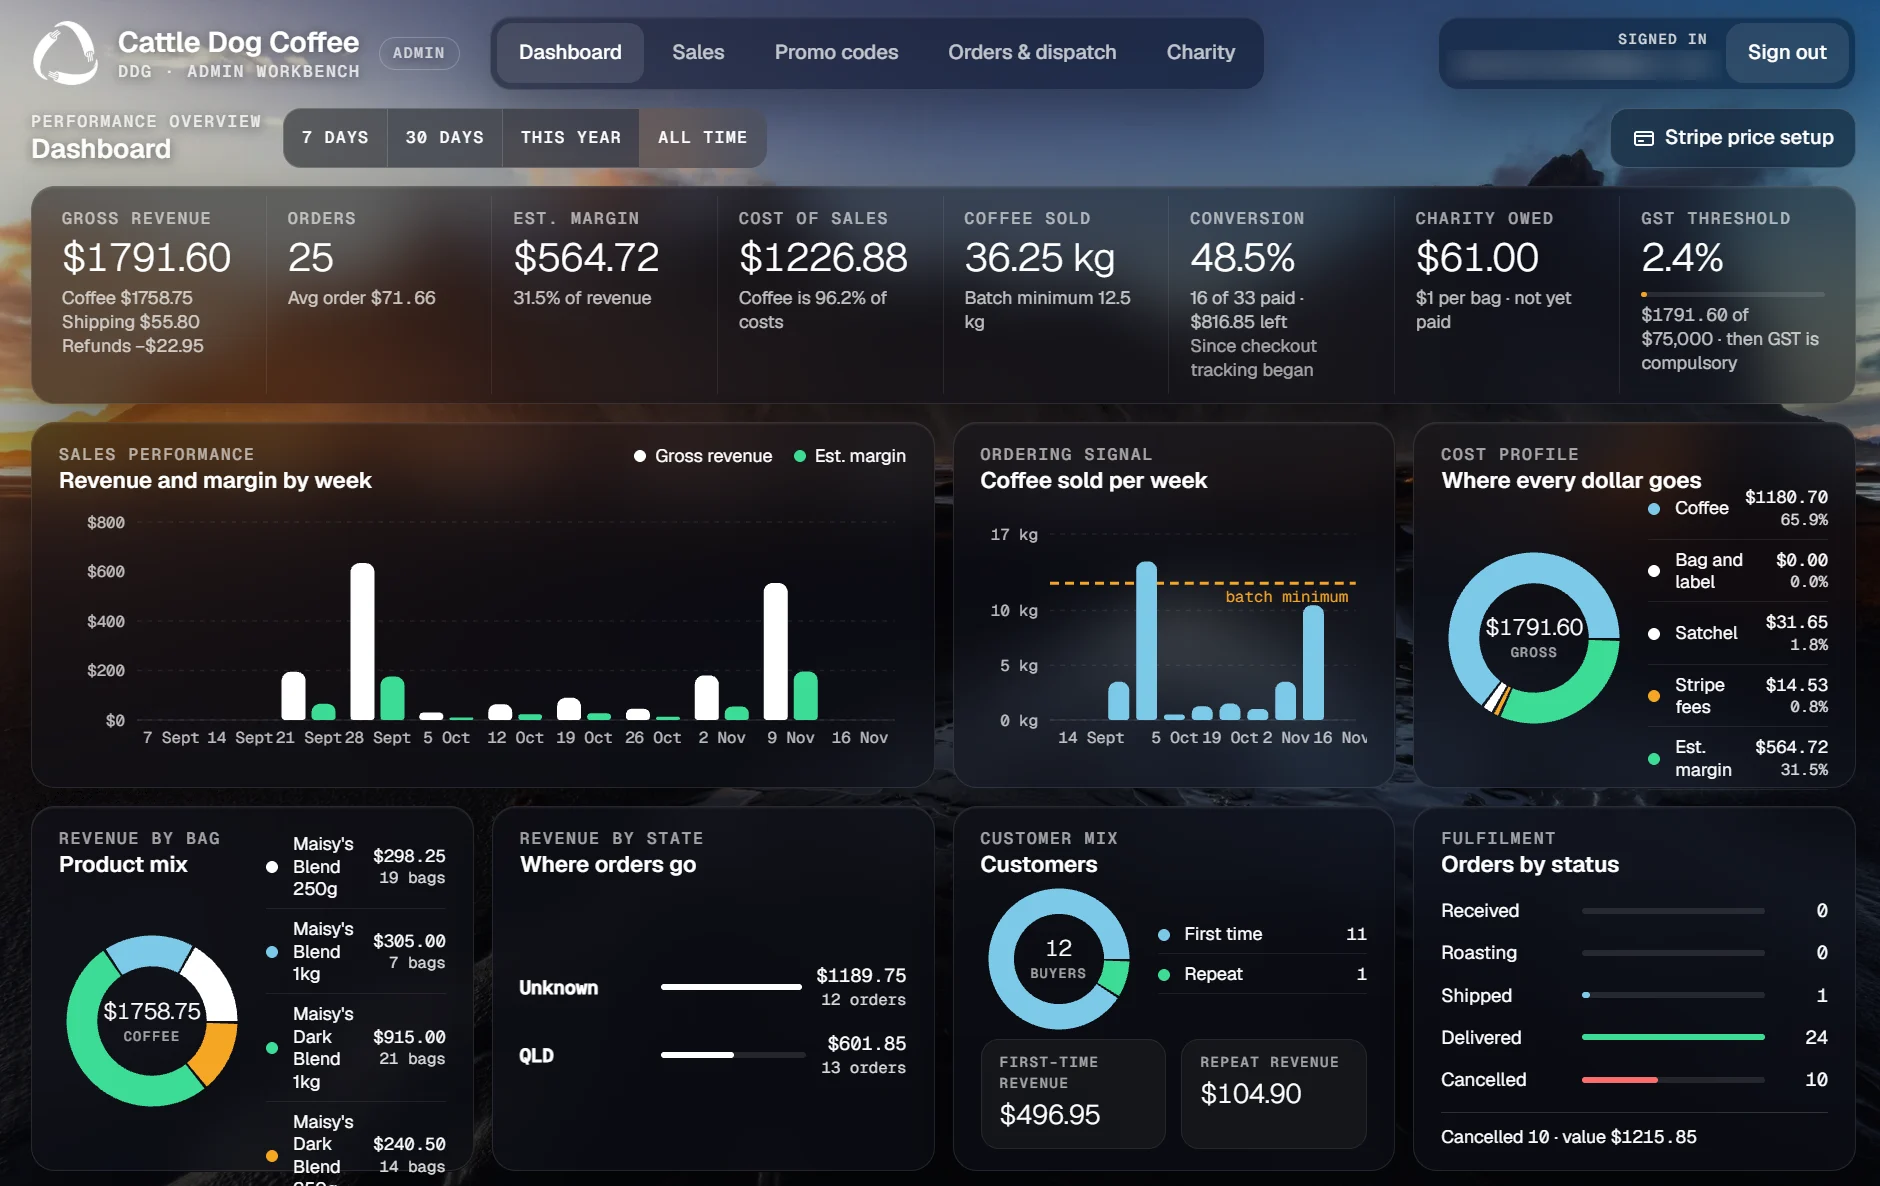 Cattle Dog Coffee
DDG · ADMIN WORKBENCH
ADMIN
Dashboard
Sales
Promo codes
Orders & dispatch
Charity
SIGNED IN
Sign out
PERFORMANCE OVERVIEW
Dashboard
7 DAYS
30 DAYS
THIS YEAR
ALL TIME
Stripe price setup
GROSS REVENUE
$1791.60
Coffee $1758.75
Shipping $55.80
Refunds –$22.95
ORDERS
25
Avg order $71.66
EST. MARGIN
$564.72
31.5% of revenue
COST OF SALES
$1226.88
Coffee is 96.2% of
costs
COFFEE SOLD
36.25 kg
Batch minimum 12.5
kg
CONVERSION
48.5%
16 of 33 paid ·
$816.85 left
Since checkout
tracking began
CHARITY OWED
$61.00
$1 per bag · not yet
paid
GST THRESHOLD
2.4%
$1791.60 of
$75,000 · then GST is
compulsory
SALES PERFORMANCE
Revenue and margin by week
Gross revenue
Est. margin
$800
$600
$400
$200
$0
7 Sept 14 Sept 21 Sept 28 Sept 5 Oct 12 Oct 19 Oct 26 Oct 2 Nov 9 Nov 16 Nov
ORDERING SIGNAL
Coffee sold per week
17 kg
batch minimum
10 kg
5 kg
0 kg
14 Sept 5 Oct 19 Oct 2 Nov 16 Nov
COST PROFILE
Where every dollar goes
$1791.60
GROSS
Coffee $1180.70
65.9%
Bag and $0.00
label 0.0%
Satchel $31.65
1.8%
Stripe $14.53
fees 0.8%
Est. $564.72
margin 31.5%
REVENUE BY BAG
Product mix
$1758.75
COFFEE
Maisy's
Blend
250g
$298.25
19 bags
Maisy's
Blend
1kg
$305.00
7 bags
Maisy's
Dark
Blend
1kg
$915.00
21 bags
Maisy's
Dark
Blend
250g
$240.50
14 bags
REVENUE BY STATE
Where orders go
Unknown
$1189.75
12 orders
QLD
$601.85
13 orders
CUSTOMER MIX
Customers
12
BUYERS
First time 11
Repeat 1
FIRST-TIME
REVENUE
$496.95
REPEAT REVENUE
$104.90
FULFILMENT
Orders by status
Received 0
Roasting 0
Shipped 1
Delivered 24
Cancelled 10
Cancelled 10 · value $1215.85